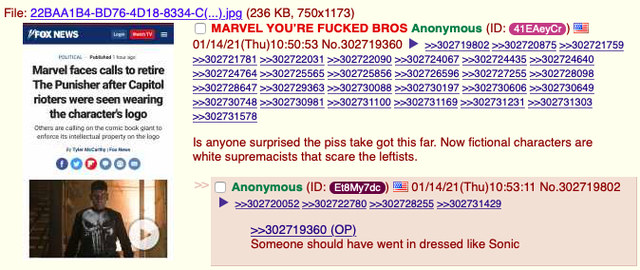 File: 22BAA1B4-BD76-4D18-8334-C(...).jpg (236 KB, 750x1173)
FOX NEWS Login Watch TV
POLITICAL · Published 1 hour ago
Marvel faces calls to retire
The Punisher after Capitol
rioters were seen wearing
the character's logo
Others are calling on the comic book giant to
enforce its intellectual property on the logo
By Tyler McCarthy | Fox News
MARVEL YOU'RE FUCKED BROS Anonymous (ID: 41EAeyCr)
01/14/21(Thu)10:50:53 No.302719360 ▶ >>302719802 >>302720875 >>302721759
>>302721781 >>302722031 >>302722090 >>302724067 >>302724435 >>302724640
>>302724764 >>302725565 >>302725856 >>302726596 >>302727255 >>302728098
>>302728647 >>302729363 >>302730088 >>302730197 >>302730606 >>302730649
>>302730748 >>302730981 >>302731100 >>302731169 >>302731231 >>302731303
>>302731578
Is anyone surprised the piss take got this far. Now fictional characters are
white supremacists that scare the leftists.
>> Anonymous (ID: Et8My7dc) 01/14/21(Thu)10:53:11 No.302719802
▶ >>302720052 >>302722780 >>302728255 >>302731429
>>302719360 (OP)
Someone should have went in dressed like Sonic